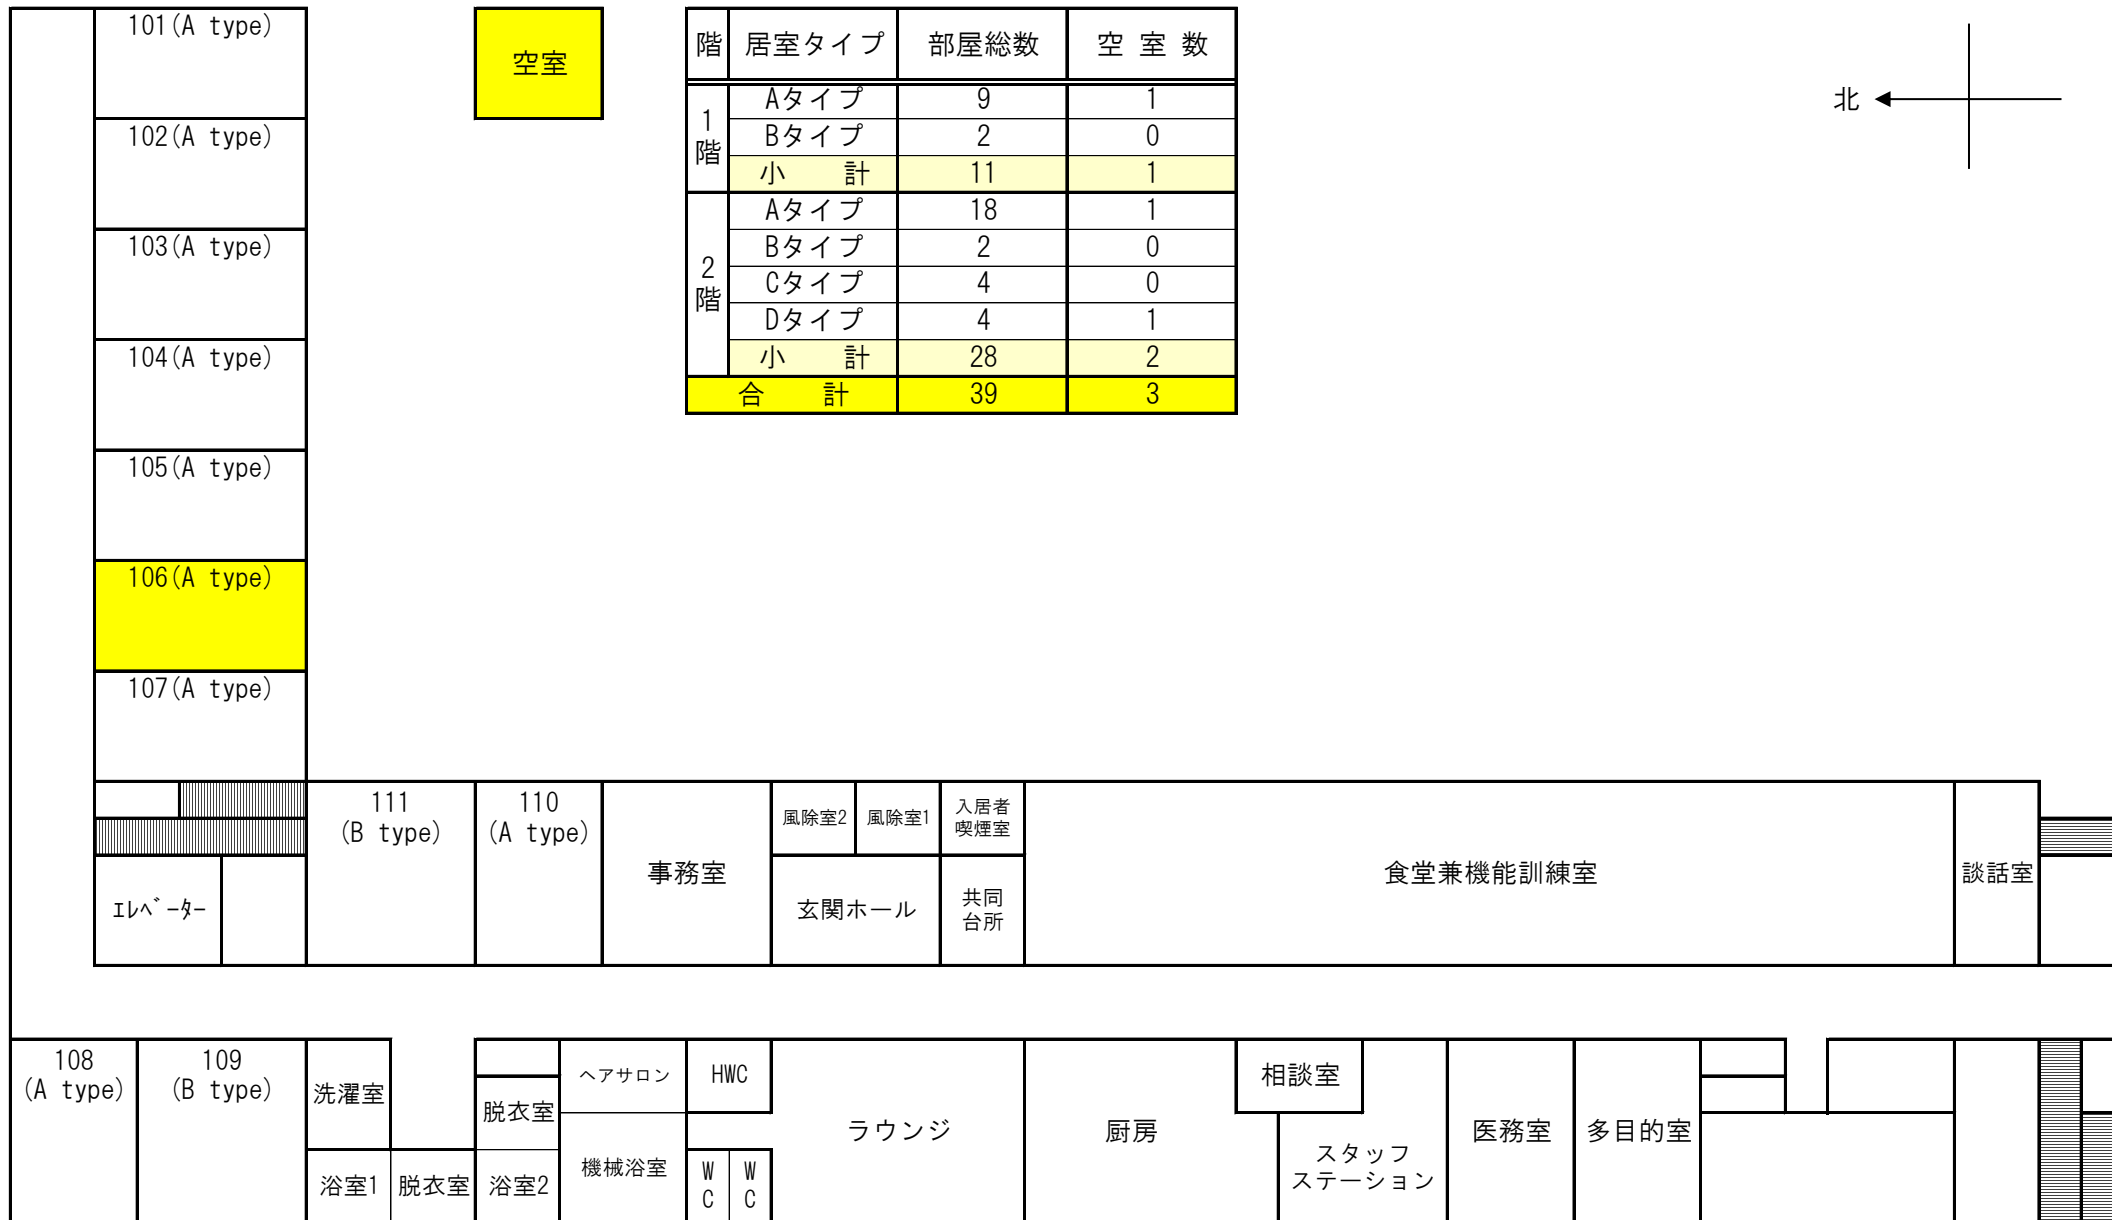 101(A type)
102(A type)
103(A type)
104(A type)
105(A type)
106(A type)
107(A type)
空室
階 居室タイプ 部屋総数 空 室 数
1階
Aタイプ 9 1
Bタイプ 2 0
小 計 11 1
2階
Aタイプ 18 1
Bタイプ 2 0
Cタイプ 4 0
Dタイプ 4 1
小 計 28 2
合 計 39 3
北
111
(B type)
110
(A type)
事務室
風除室2
風除室1
入居者
喫煙室
食堂兼機能訓練室
談話室
ｴﾚﾍﾞｰﾀｰ
玄関ホール
共同
台所
108
(A type)
109
(B type)
洗濯室
脱衣室
ヘアサロン
HWC
ラウンジ
厨房
相談室
スタッフ
ステーション
医務室
多目的室
浴室1
脱衣室
浴室2
機械浴室
W
C
W
C